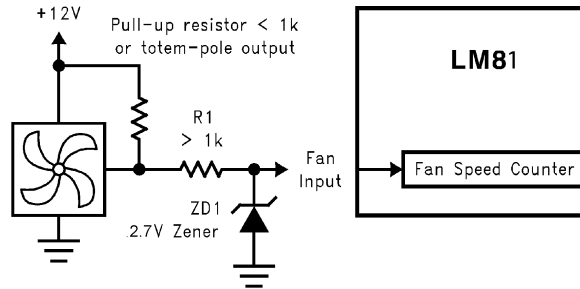 +12V
Pull-up resistor < 1k
or totem-pole output
R1
> 1k
Fan
Input
ZD1
2.7V Zener
LM81
Fan Speed Counter